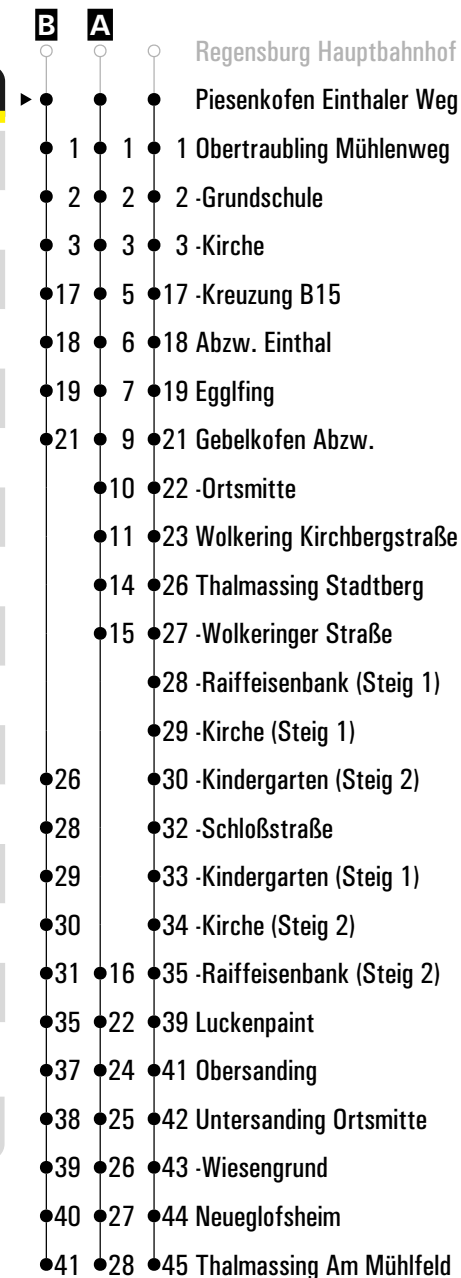 B A
Regensburg Hauptbahnhof
Piesenkofen Einthaler Weg
1 1 1 Obertraubling Mühlenweg
2 2 2 -Grundschule
3 3 3 -Kirche
17 5 17 -Kreuzung B15
18 6 18 Abzw. Einthal
19 7 19 Egglfing
21 9 21 Gebelkofen Abzw.
10 22 -Ortsmitte
11 23 Wolkering Kirchbergstraße
14 26 Thalmassing Stadtberg
15 27 -Wolkeringer Straße
28 -Raiffeisenbank (Steig 1)
29 -Kirche (Steig 1)
26 30 -Kindergarten (Steig 2)
28 32 -Schloßstraße
29 33 -Kindergarten (Steig 1)
30 34 -Kirche (Steig 2)
31 16 35 -Raiffeisenbank (Steig 2)
35 22 39 Luckenpaint
37 24 41 Obersanding
38 25 42 Untersanding Ortsmitte
39 26 43 -Wiesengrund
40 27 44 Neueglofsheim
41 28 45 Thalmassing Am Mühlfeld